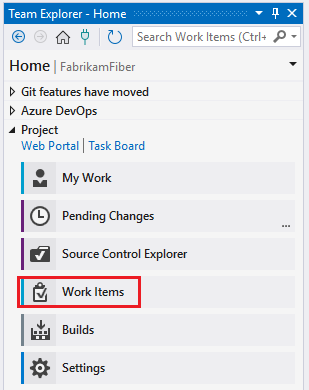 Team Explorer - Home
Search Work Items (Ctrl+
Home | FabrikamFiber
Git features have moved
Azure DevOps
Project
Web Portal | Task Board
My Work
Pending Changes
...
Source Control Explorer
Work Items
Builds
Settings